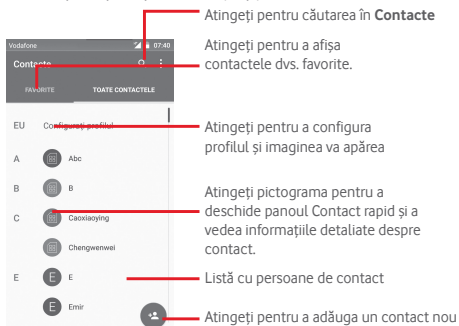 Atingeți pentru căutarea în Contacte
Vodafone 07:40
Atingeți pentru a afișa
contactele dvs. favorite.
Contacte
FAVORITE TOATE CONTACTELE
EU Configurați profilul
Atingeți pentru a configura
profilul și imaginea va apărea
A Abc
B B
Atingeți pictograma pentru a
deschide panoul Contact rapid și a
vedea informațiile detaliate despre
contact.
C Caoxiaoying
Chengwenwei
E E E
Listă cu persoane de contact
E Emir
Atingeți pentru a adăuga un contact nou